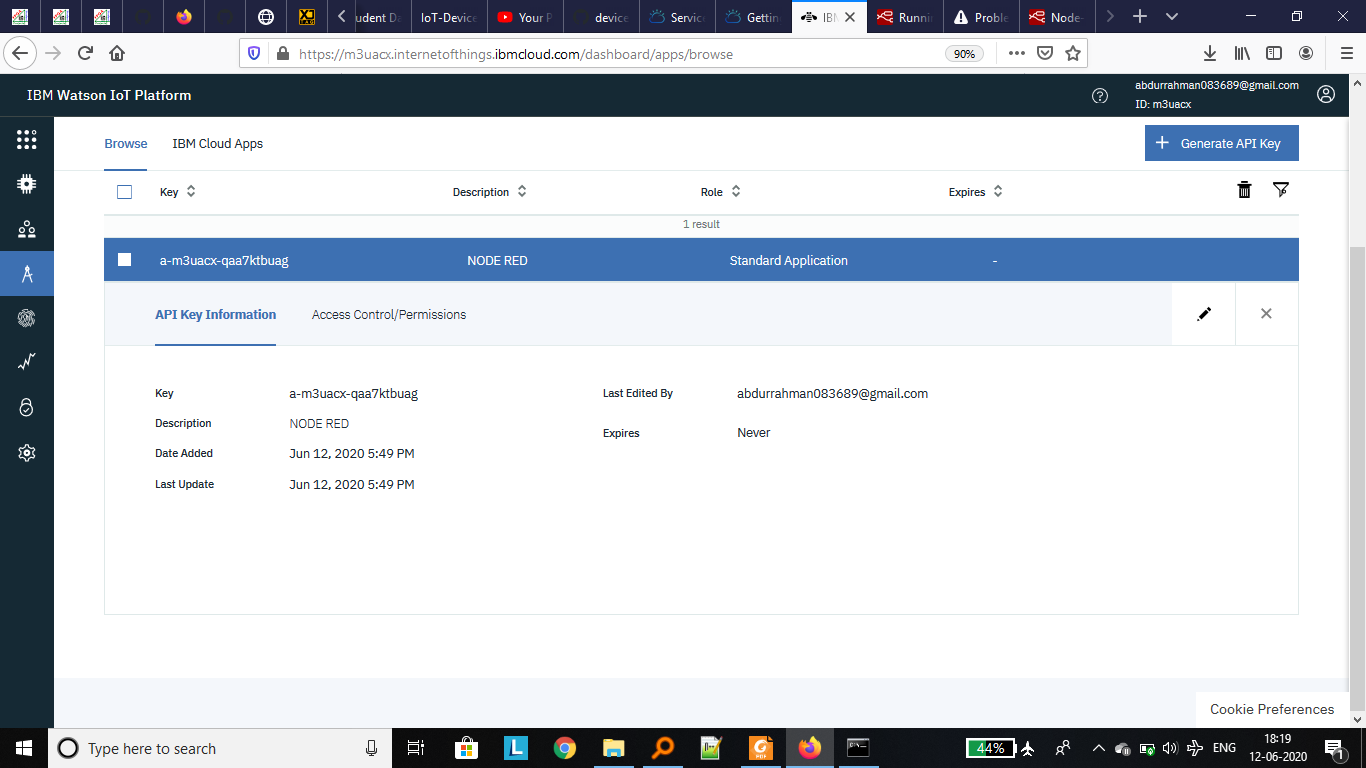 udent Da
IoT-Device
Your P
device
Service
Gettin
IBM
Runnin
Proble
Node-
https://m3uacx.internetofthings.ibmcloud.com/dashboard/apps/browse
90%
IBM Watson IoT Platform
abdurrahman083689@gmail.com
ID: m3uacx
Browse
IBM Cloud Apps
Generate API Key
Key
Description
Role
Expires
1 result
a-m3uacx-qaa7ktbuag
NODE RED
Standard Application
-
API Key Information
Access Control/Permissions
Key
a-m3uacx-qaa7ktbuag
Last Edited By
abdurrahman083689@gmail.com
Description
NODE RED
Expires
Never
Date Added
Jun 12, 2020 5:49 PM
Last Update
Jun 12, 2020 5:49 PM
Cookie Preferences
Type here to search
44%
ENG
18:19
12-06-2020
1